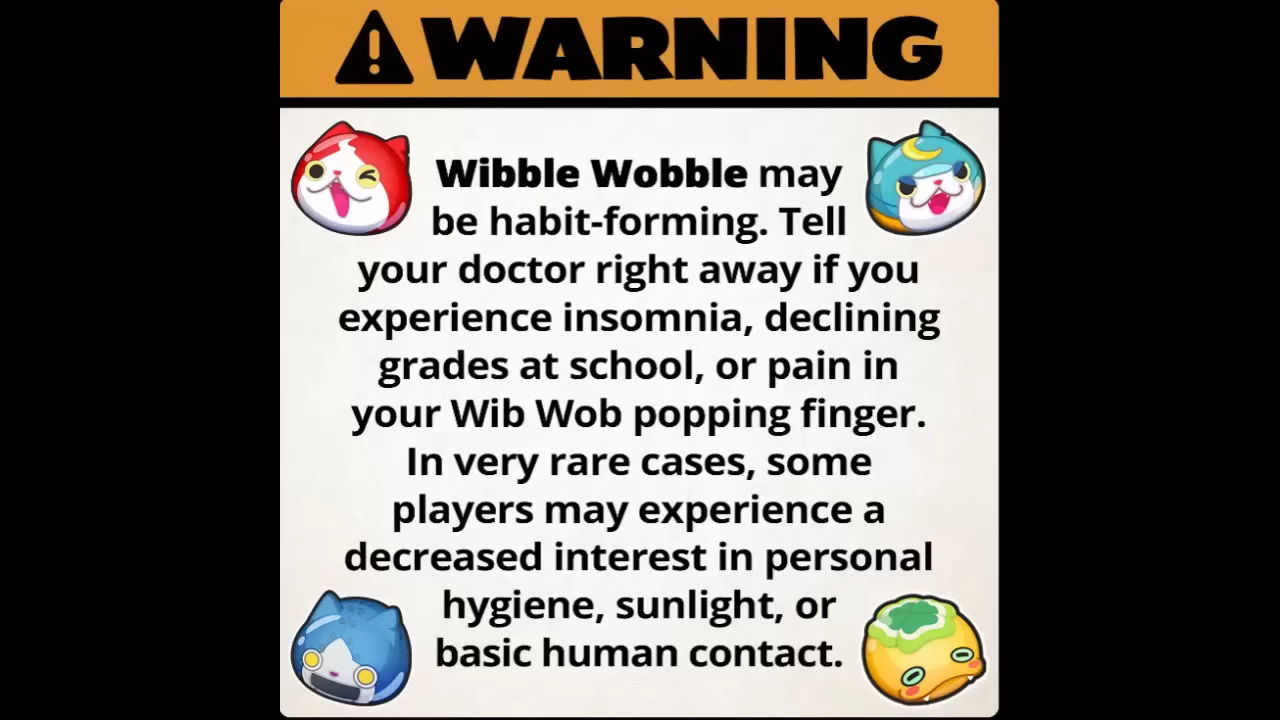 WARNING
Wibble Wobble may
be habit-forming. Tell
your doctor right away if you
experience insomnia, declining
grades at school, or pain in
your Wib Wob popping finger.
In very rare cases, some
players may experience a
decreased interest in personal
hygiene, sunlight, or
basic human contact.